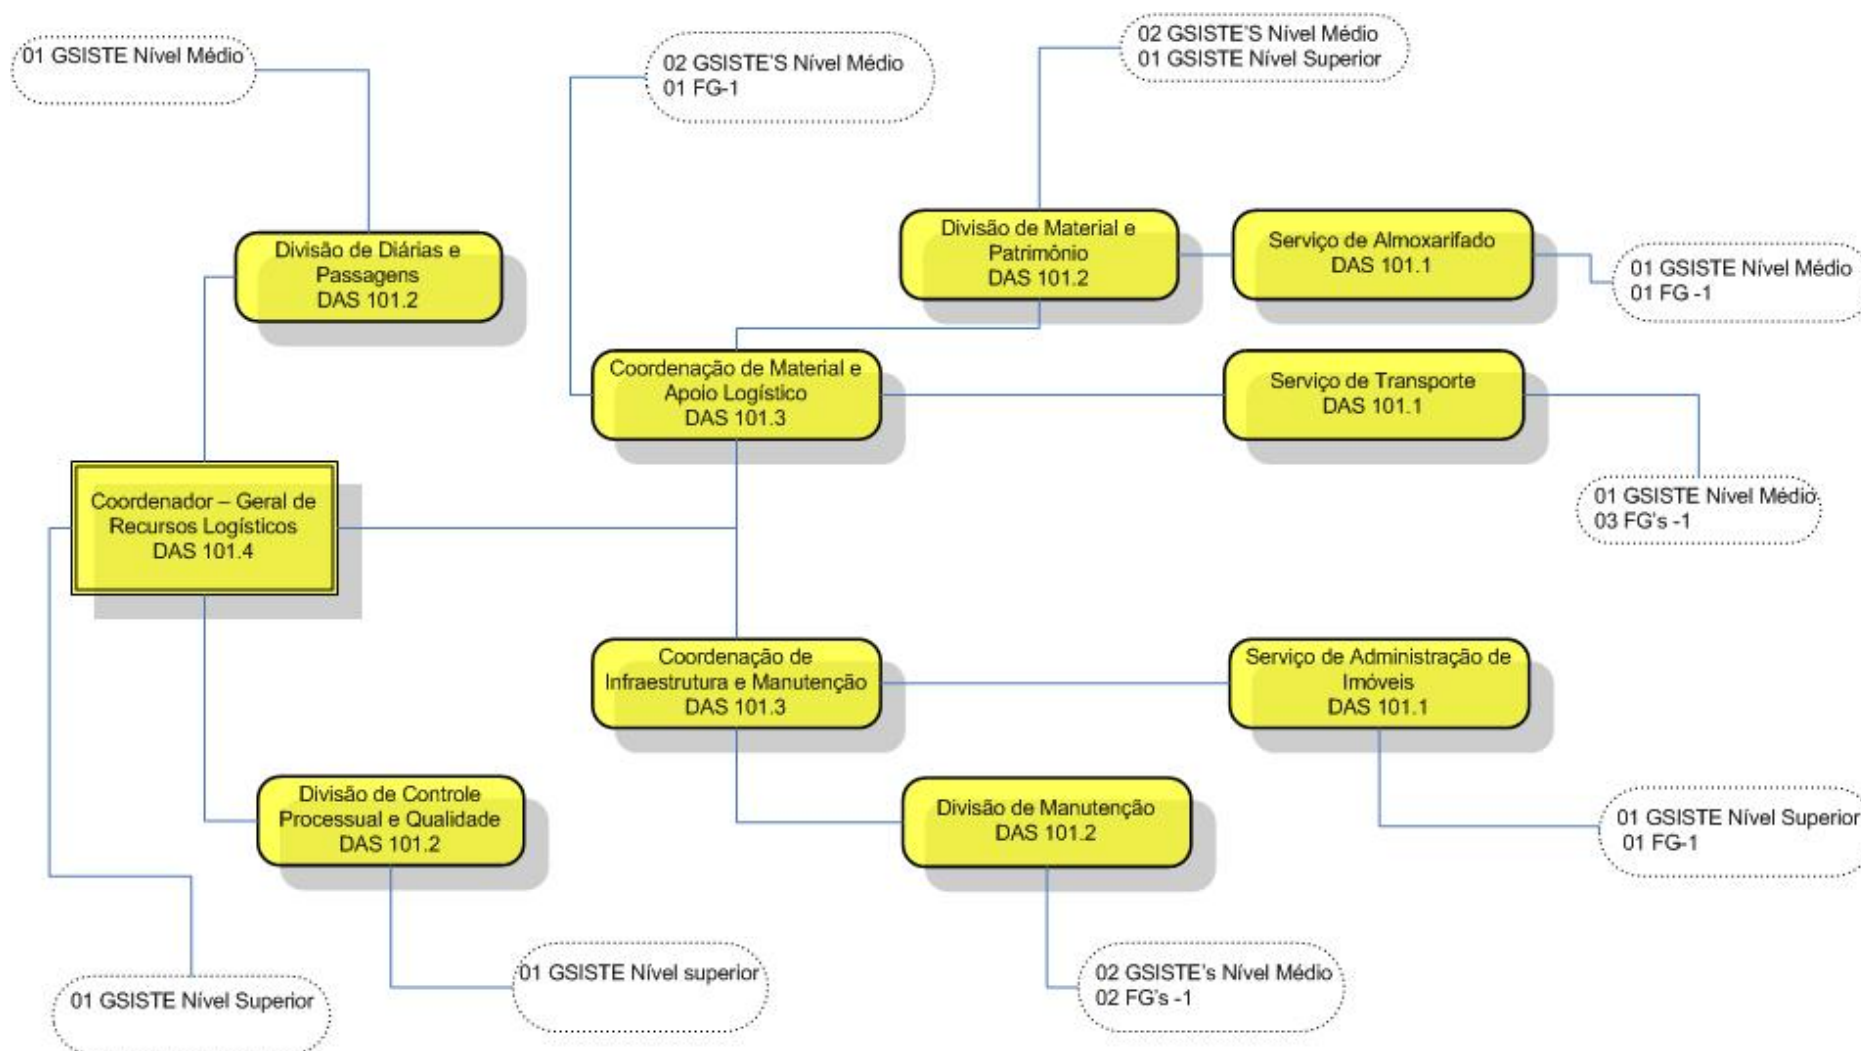 01 GSISTE Nível Médio
02 GSISTE'S Nível Médio
01 FG-1
02 GSISTE'S Nível Médio
01 GSISTE Nível Superior
Divisão de Diárias e
Passagens
DAS 101.2
Divisão de Material e
Patrimônio
DAS 101.2
Serviço de Almoxarifado
DAS 101.1
01 GSISTE Nível Médio
01 FG -1
Coordenação de Material e
Apoio Logístico
DAS 101.3
Serviço de Transporte
DAS 101.1
Coordenador – Geral de
Recursos Logísticos
DAS 101.4
01 GSISTE Nível Médio
03 FG's -1
Coordenação de
Infraestrutura e Manutenção
DAS 101.3
Serviço de Administração de
Imóveis
DAS 101.1
Divisão de Controle
Processual e Qualidade
DAS 101.2
Divisão de Manutenção
DAS 101.2
01 GSISTE Nível Superior
01 FG-1
01 GSISTE Nível Superior
01 GSISTE Nível superior
02 GSISTE's Nível Médio
02 FG's -1